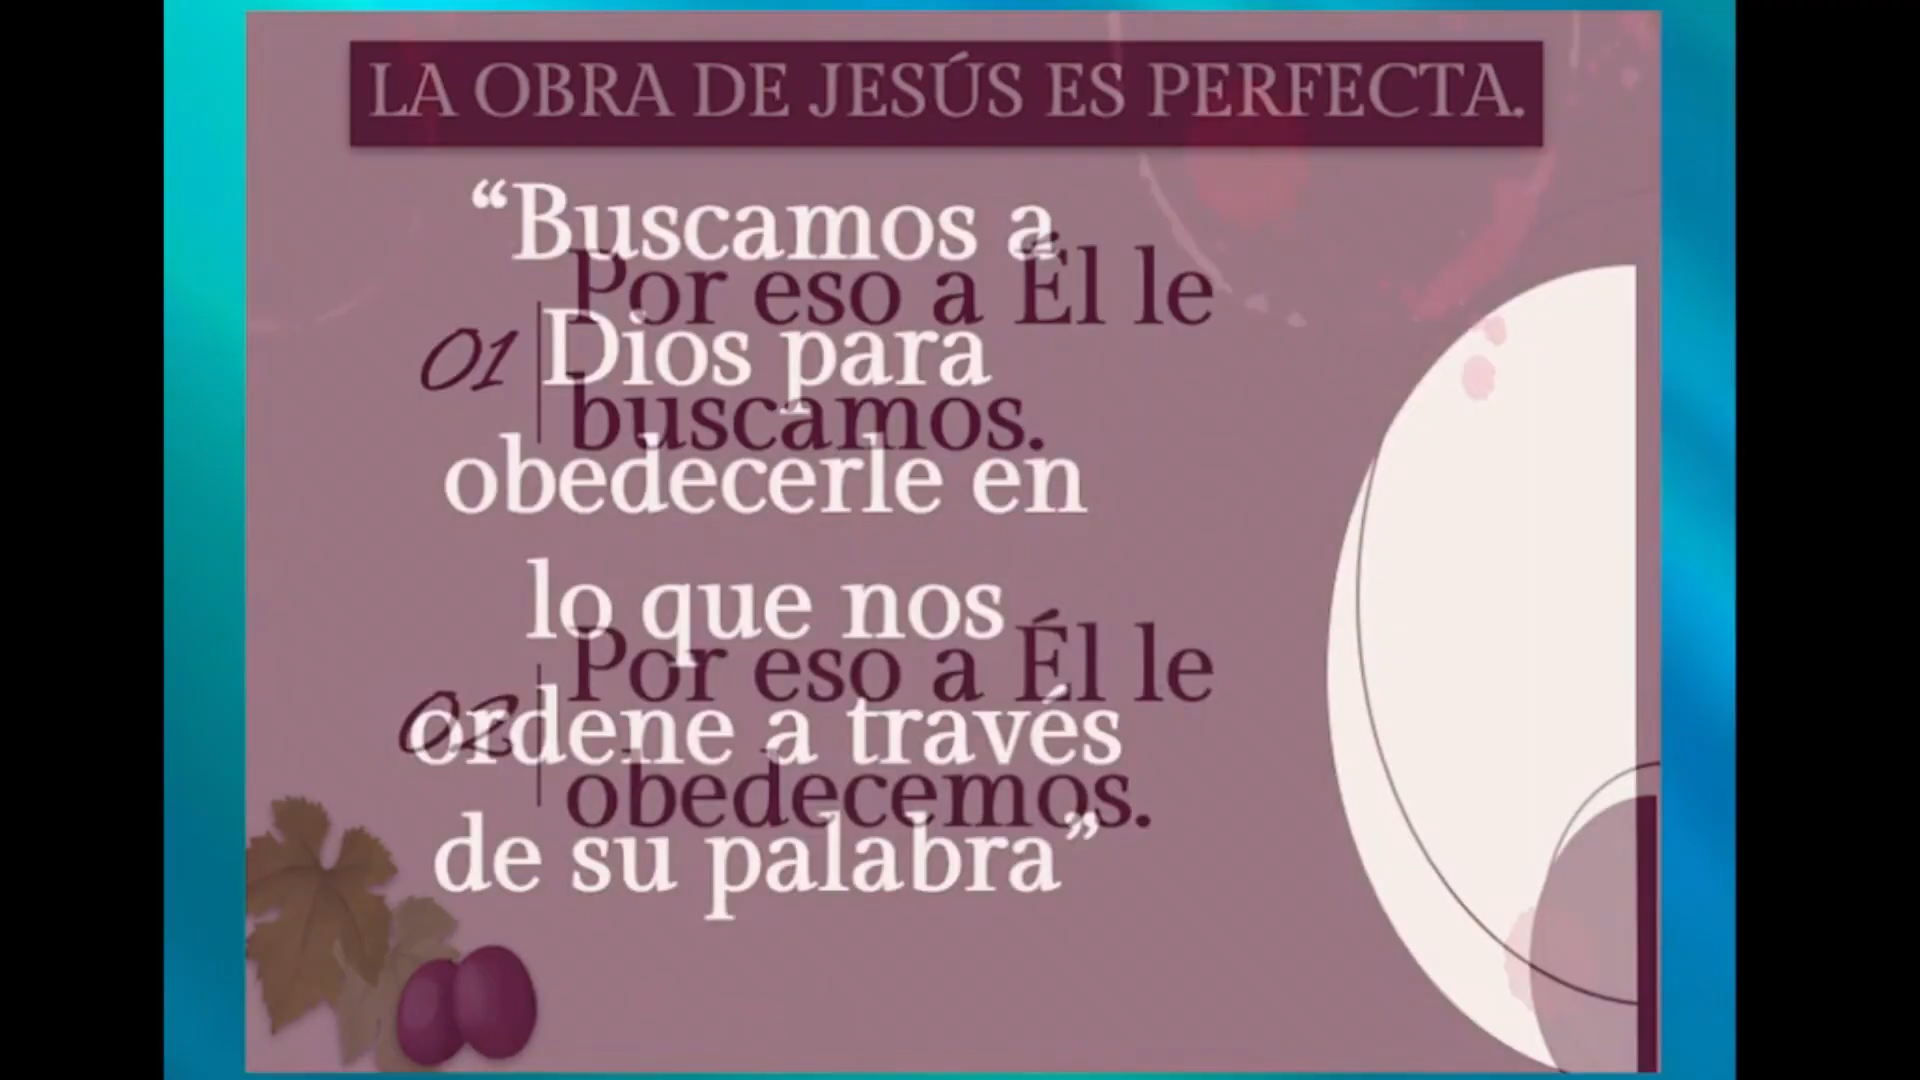 LA OBRA DE JESÚS ES PERFECTA.
“Buscamos a
Dios para
obedecerle en
lo que nos
ordene a través
de su palabra”
01
Por eso a Él le
buscamos.
02
Por eso a Él le
obedecemos.